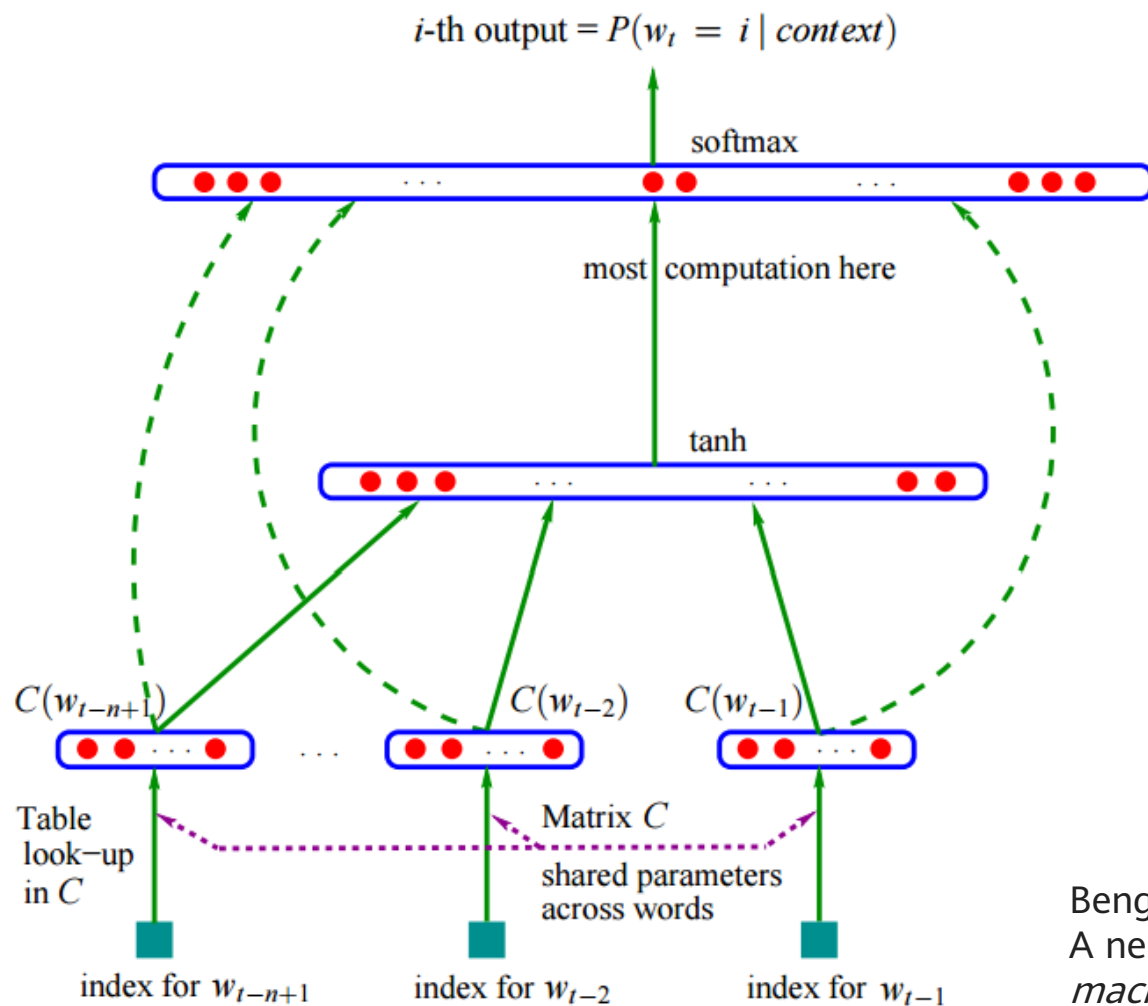 i-th output = P(w_t = i | context)
softmax
. . .
. . .
most computation here
tanh
. . .
. . .
C(w_{t−n+1})
C(w_{t−2})
C(w_{t−1})
. . .
. . .
. . .
. . .
Table
look−up
in C
Matrix C
shared parameters
across words
index for w_{t−n+1}
index for w_{t−2}
index for w_{t−1}
Beng
A ne
mach